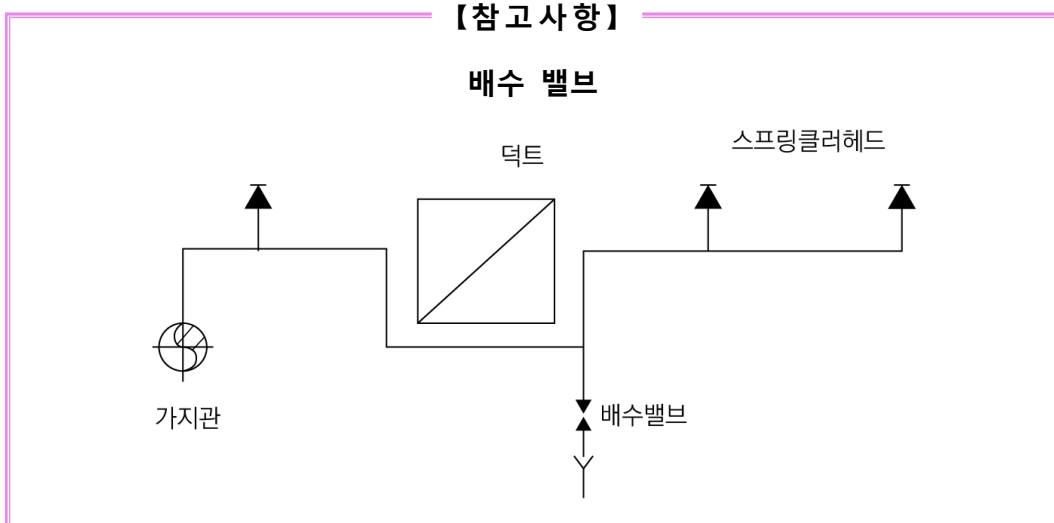 【참고사항】
배수 밸브
스프링클러헤드
덕트
가지관
배수밸브